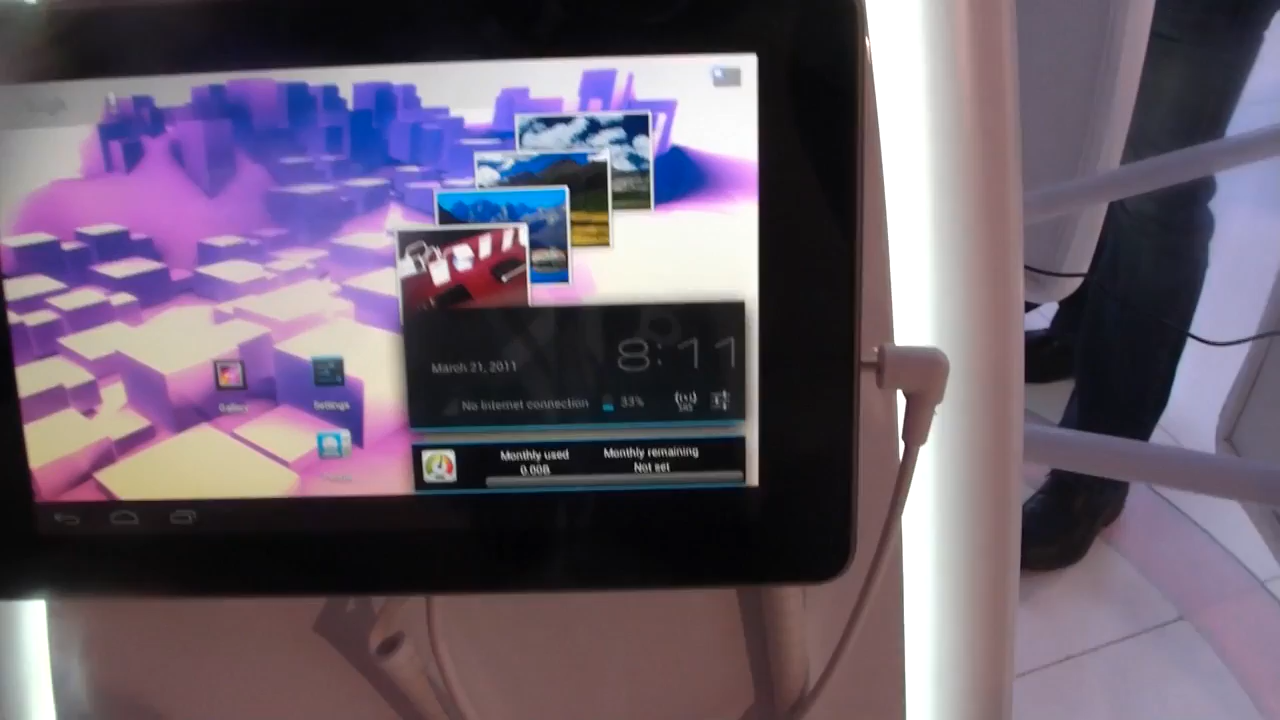 8:11
March 21, 2011
No internet connection 33%
Gallery
Settings
Monthly used
0.00B
Monthly remaining
Not set